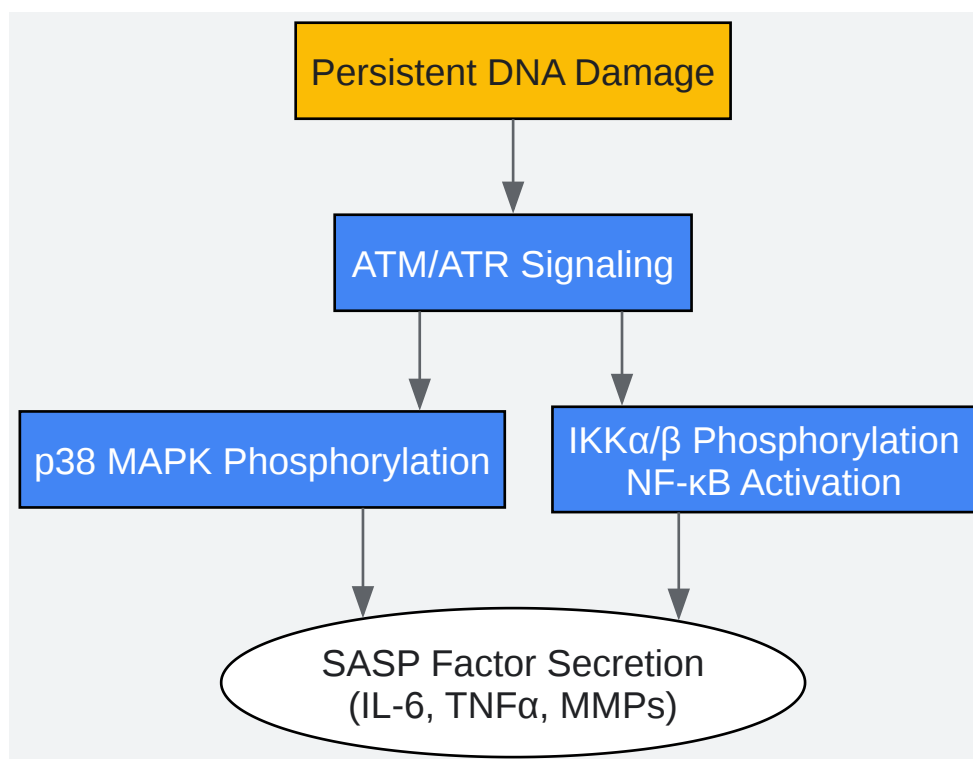 Persistent DNA Damage
ATM/ATR Signaling
p38 MAPK Phosphorylation
IKKα/β Phosphorylation
NF-κB Activation
SASP Factor Secretion
(IL-6, TNFα, MMPs)